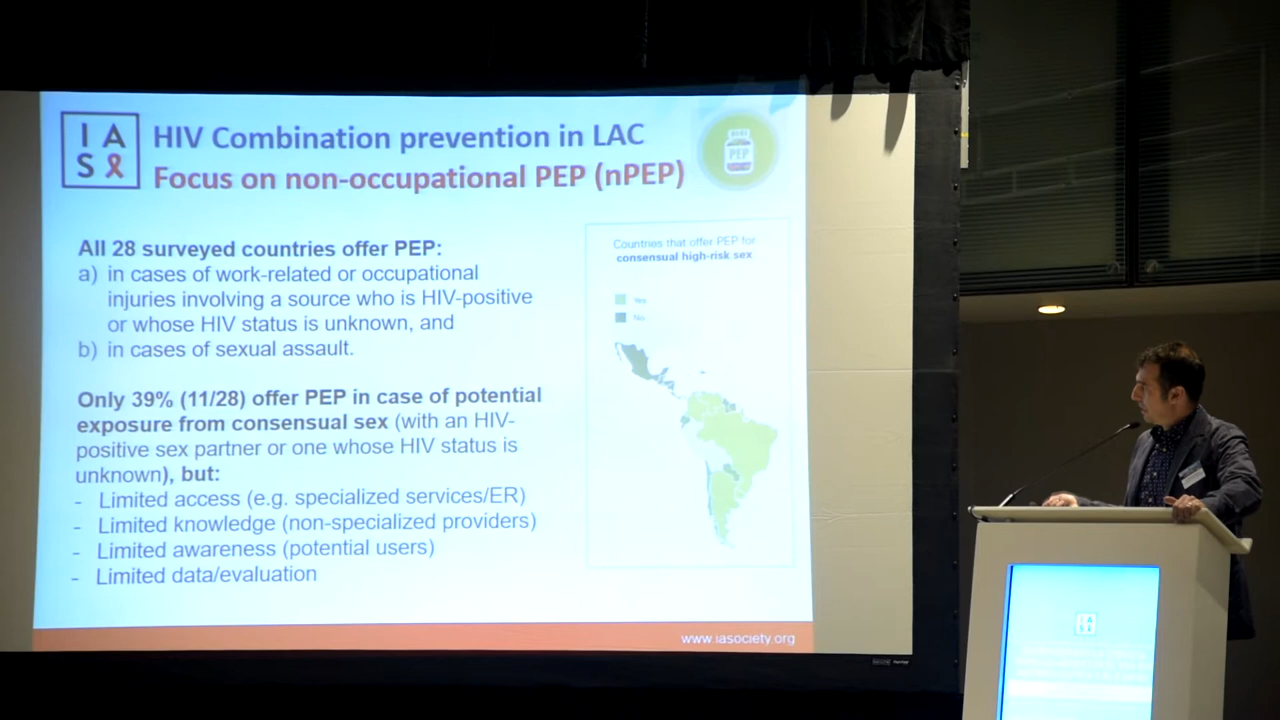 I A
S
HIV Combination prevention in LAC
Focus on non-occupational PEP (nPEP)
PEP
All 28 surveyed countries offer PEP:
a) in cases of work-related or occupational
injuries involving a source who is HIV-positive
or whose HIV status is unknown, and
b) in cases of sexual assault.
Only 39% (11/28) offer PEP in case of potential
exposure from consensual sex (with an HIV-
positive sex partner or one whose HIV status is
unknown), but:
- Limited access (e.g. specialized services/ER)
- Limited knowledge (non-specialized providers)
- Limited awareness (potential users)
- Limited data/evaluation
Countries that offer PEP for
consensual high-risk sex
Yes
No
www.iasociety.org